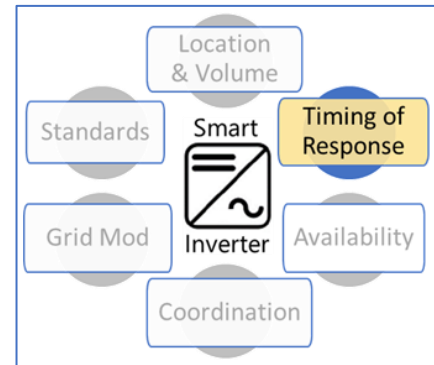 Location
& Volume
Timing of
Response
Standards
Smart
Inverter
Grid Mod
Availability
Coordination